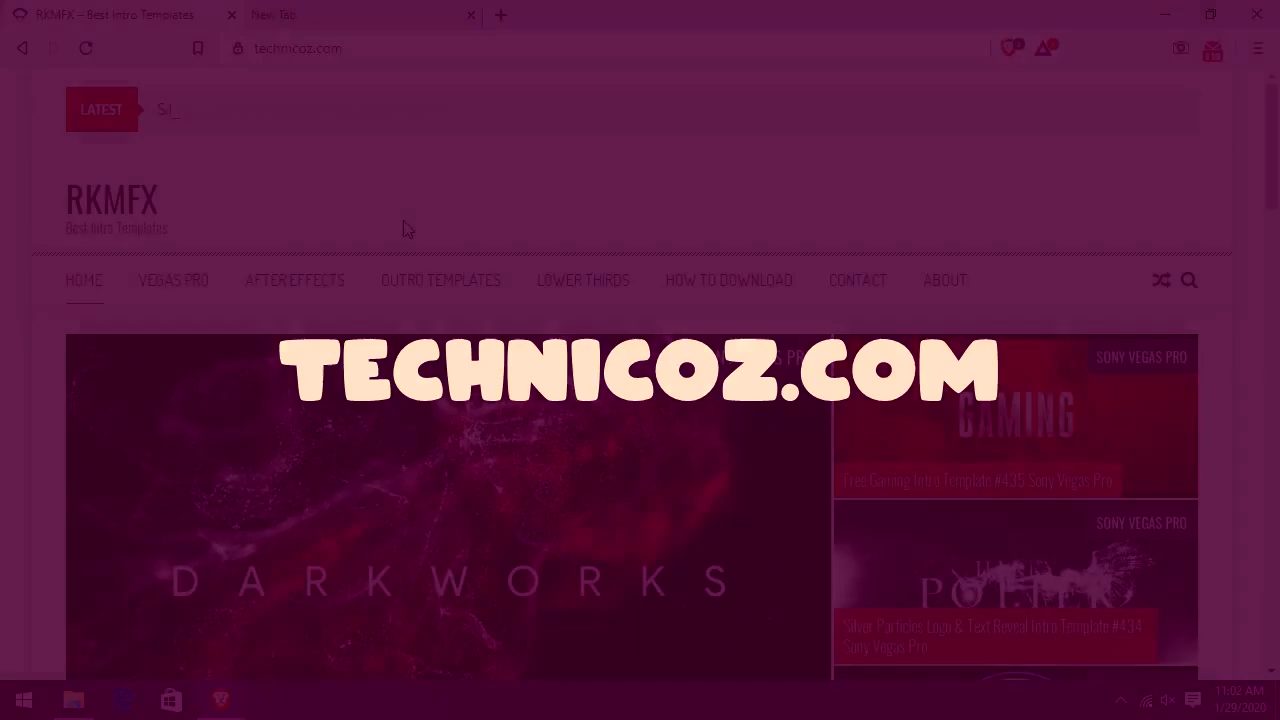 RKMFX – Best Intro Templates
New Tab
technicoz.com
LATEST
Sil_
RKMFX
Best Intro Templates
HOME VEGAS PRO AFTER EFFECTS OUTRO TEMPLATES LOWER THIRDS HOW TO DOWNLOAD CONTACT ABOUT
TECHNICOZ.COM
SONY VEGAS PRO
GAMING
Free Gaming Intro Template #435 Sony Vegas Pro
DARKWORKS
SONY VEGAS PRO
HARRY
POTTER
Silver Particles Logo & Text Reveal Intro Template #434
Sony Vegas Pro
11:02 AM
1/29/2020